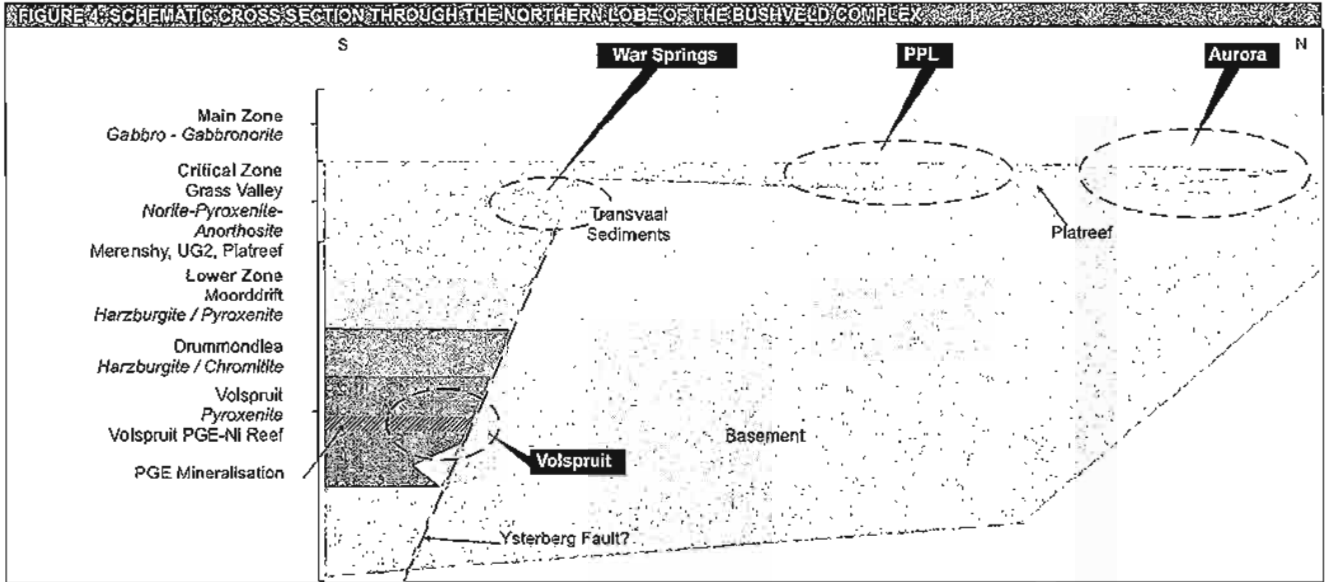 FIGURE 4: SCHEMATIC CROSS SECTION THROUGH THE NORTHERN LOBE OF THE BUSHVELD COMPLEX
S
N
War Springs
PPL
Aurora
Main Zone
Gabbro - Gabbronorite
Critical Zone
Grass Valley
Norite-Pyroxenite-
Anorthosite
Merenshy, UG2, Platreef
Lower Zone
Moorddrift
Harzburgite / Pyroxenite
Drummondlea
Harzburgite / Chromitite
Volspruit
Pyroxenite
Volspruit PGE-Ni Reef
PGE Mineralisation
Transvaal
Sediments
Platreef
Basement
Volspruit
Ysterberg Fault?